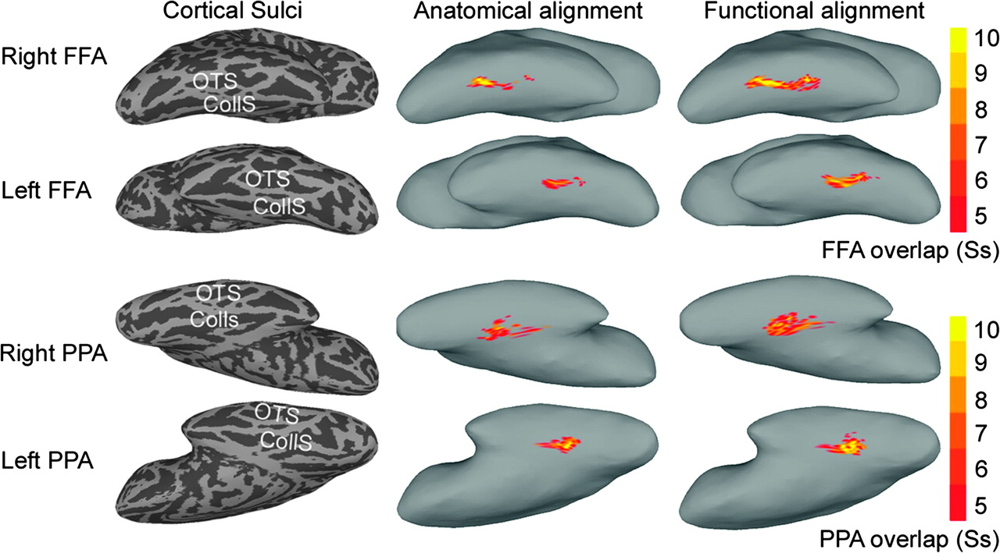 Cortical Sulci
Anatomical alignment
Functional alignment
Right FFA
OTS
CollS
10
9
8
7
6
5
Left FFA
OTS
CollS
FFA overlap (Ss)
Right PPA
OTS
Colls
Left PPA
OTS
CollS
10
9
8
7
6
5
PPA overlap (Ss)